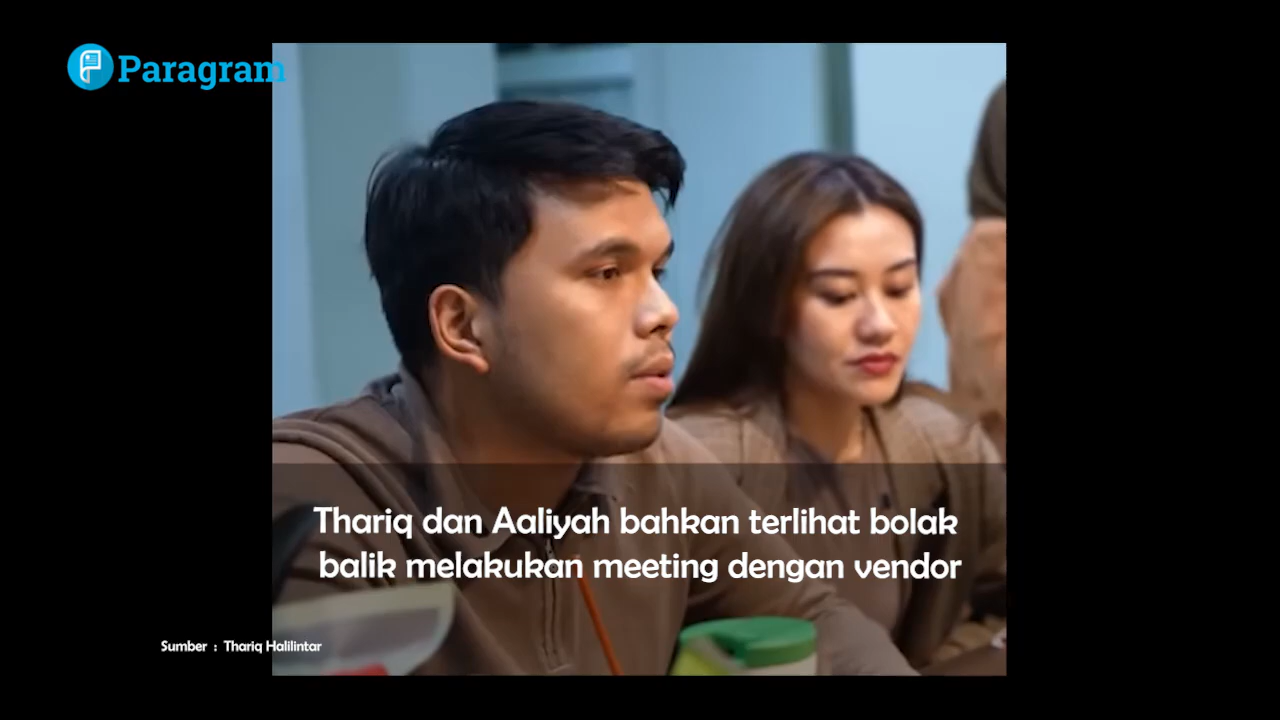 Paragram
Thariq dan Aaliyah bahkan terlihat bolak
balik melakukan meeting dengan vendor
Sumber : Thariq Halilintar